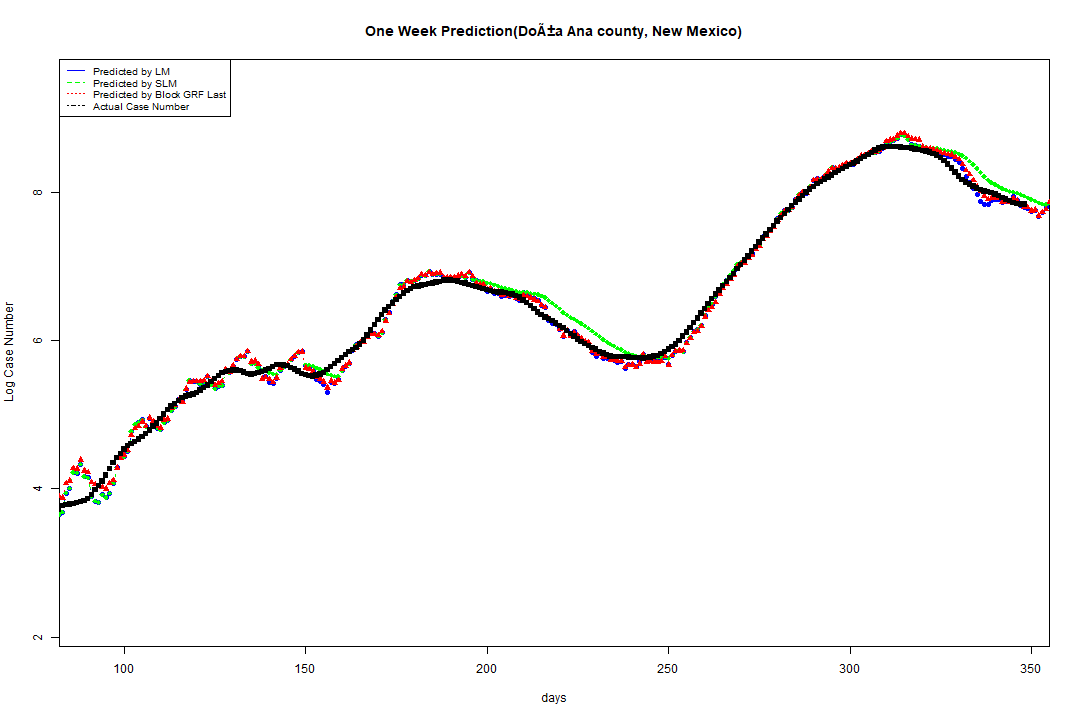 One Week Prediction(DoÃ±a Ana county, New Mexico)
Predicted by LM
Predicted by SLM
Predicted by Block GRF Last
Actual Case Number
Log Case Number
8
6
4
2
100 150 200 250 300 350
days